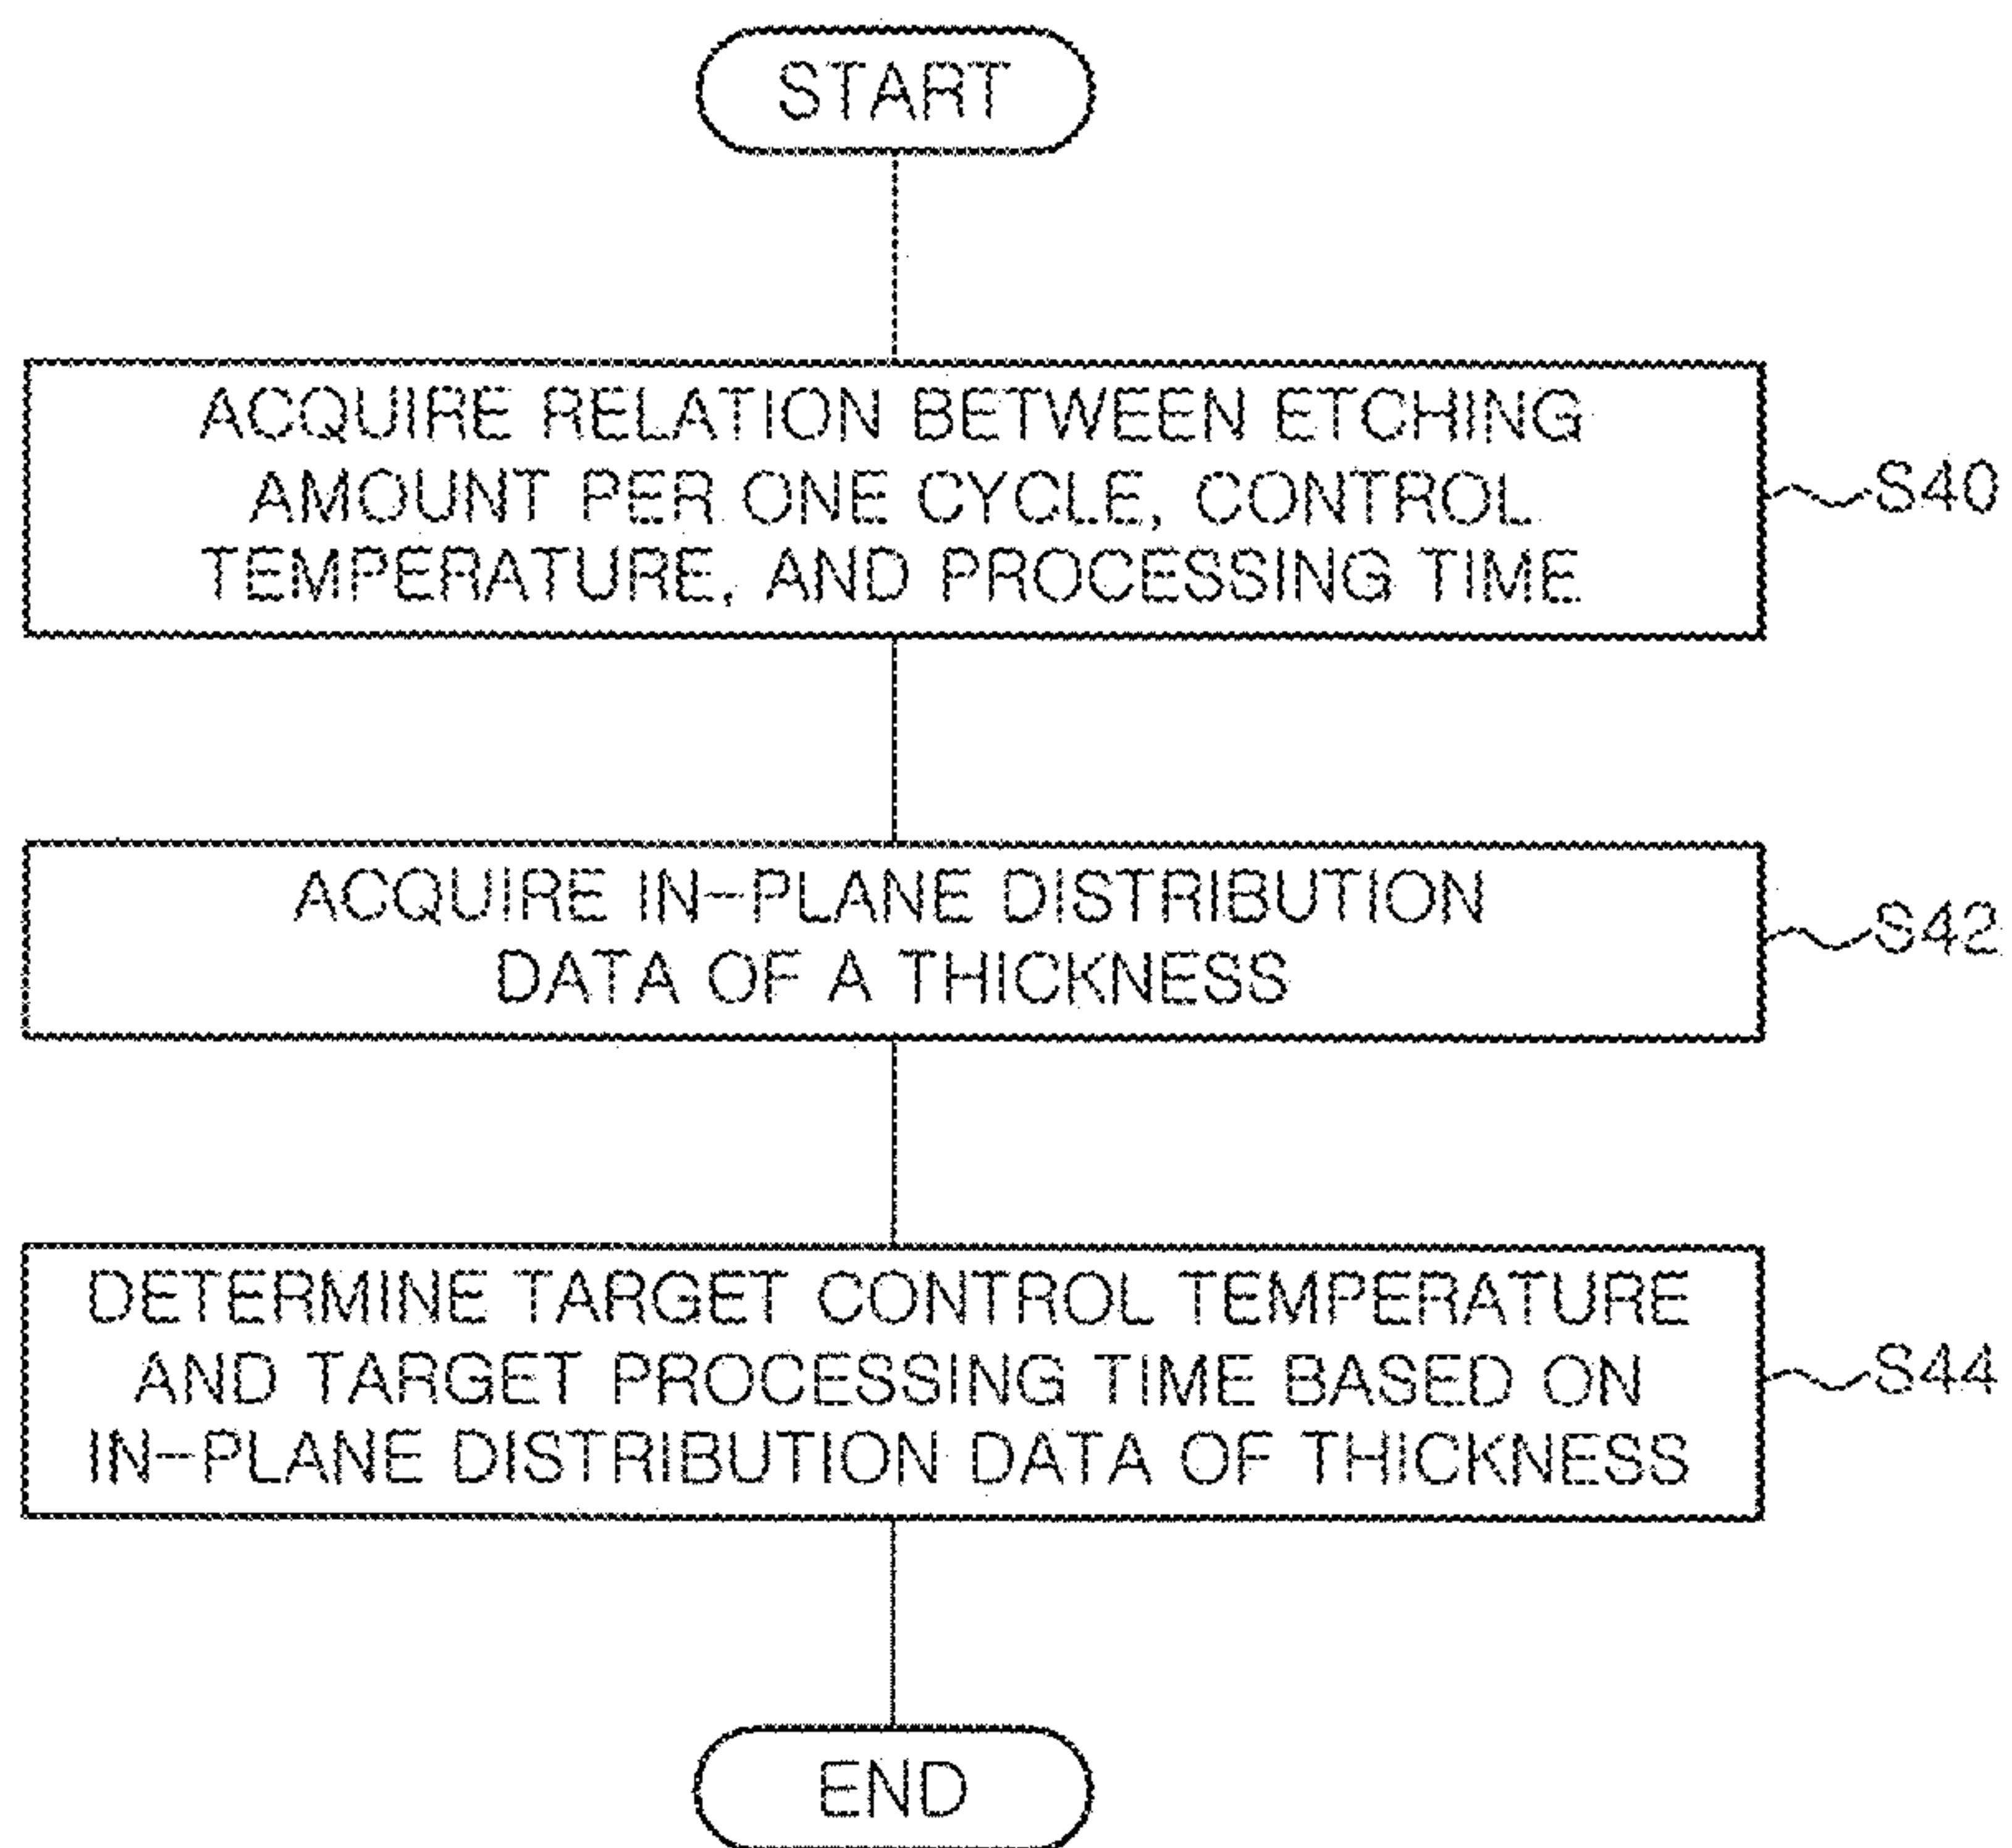 START
ACQUIRE RELATION BETWEEN ETCHING
AMOUNT PER ONE CYCLE, CONTROL
TEMPERATURE, AND PROCESSING TIME
S40
ACQUIRE IN-PLANE DISTRIBUTION
DATA OF A THICKNESS
S42
DETERMINE TARGET CONTROL TEMPERATURE
AND TARGET PROCESSING TIME BASED ON
IN-PLANE DISTRIBUTION DATA OF THICKNESS
S44
END